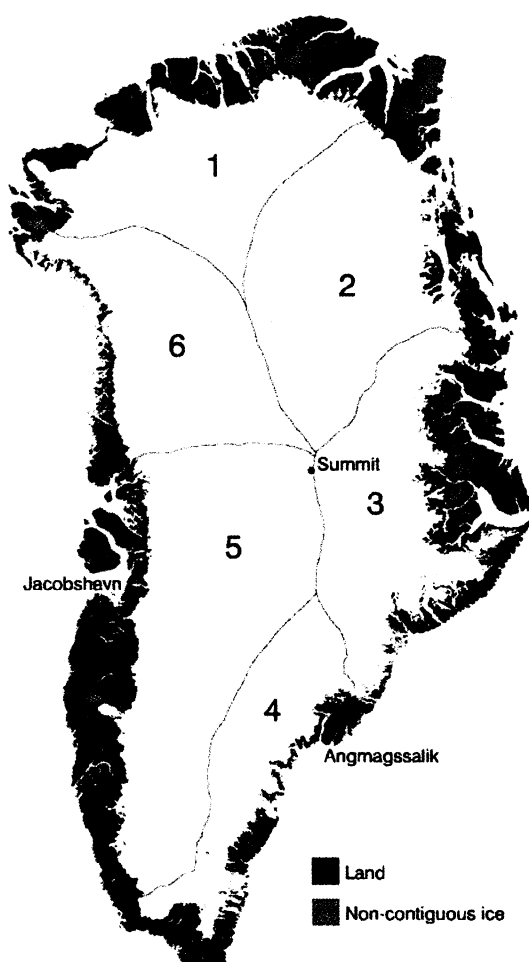 1
2
6
Summit
3
5
Jacobshavn
4
Angmagssalik
Land
Non-contiguous ice